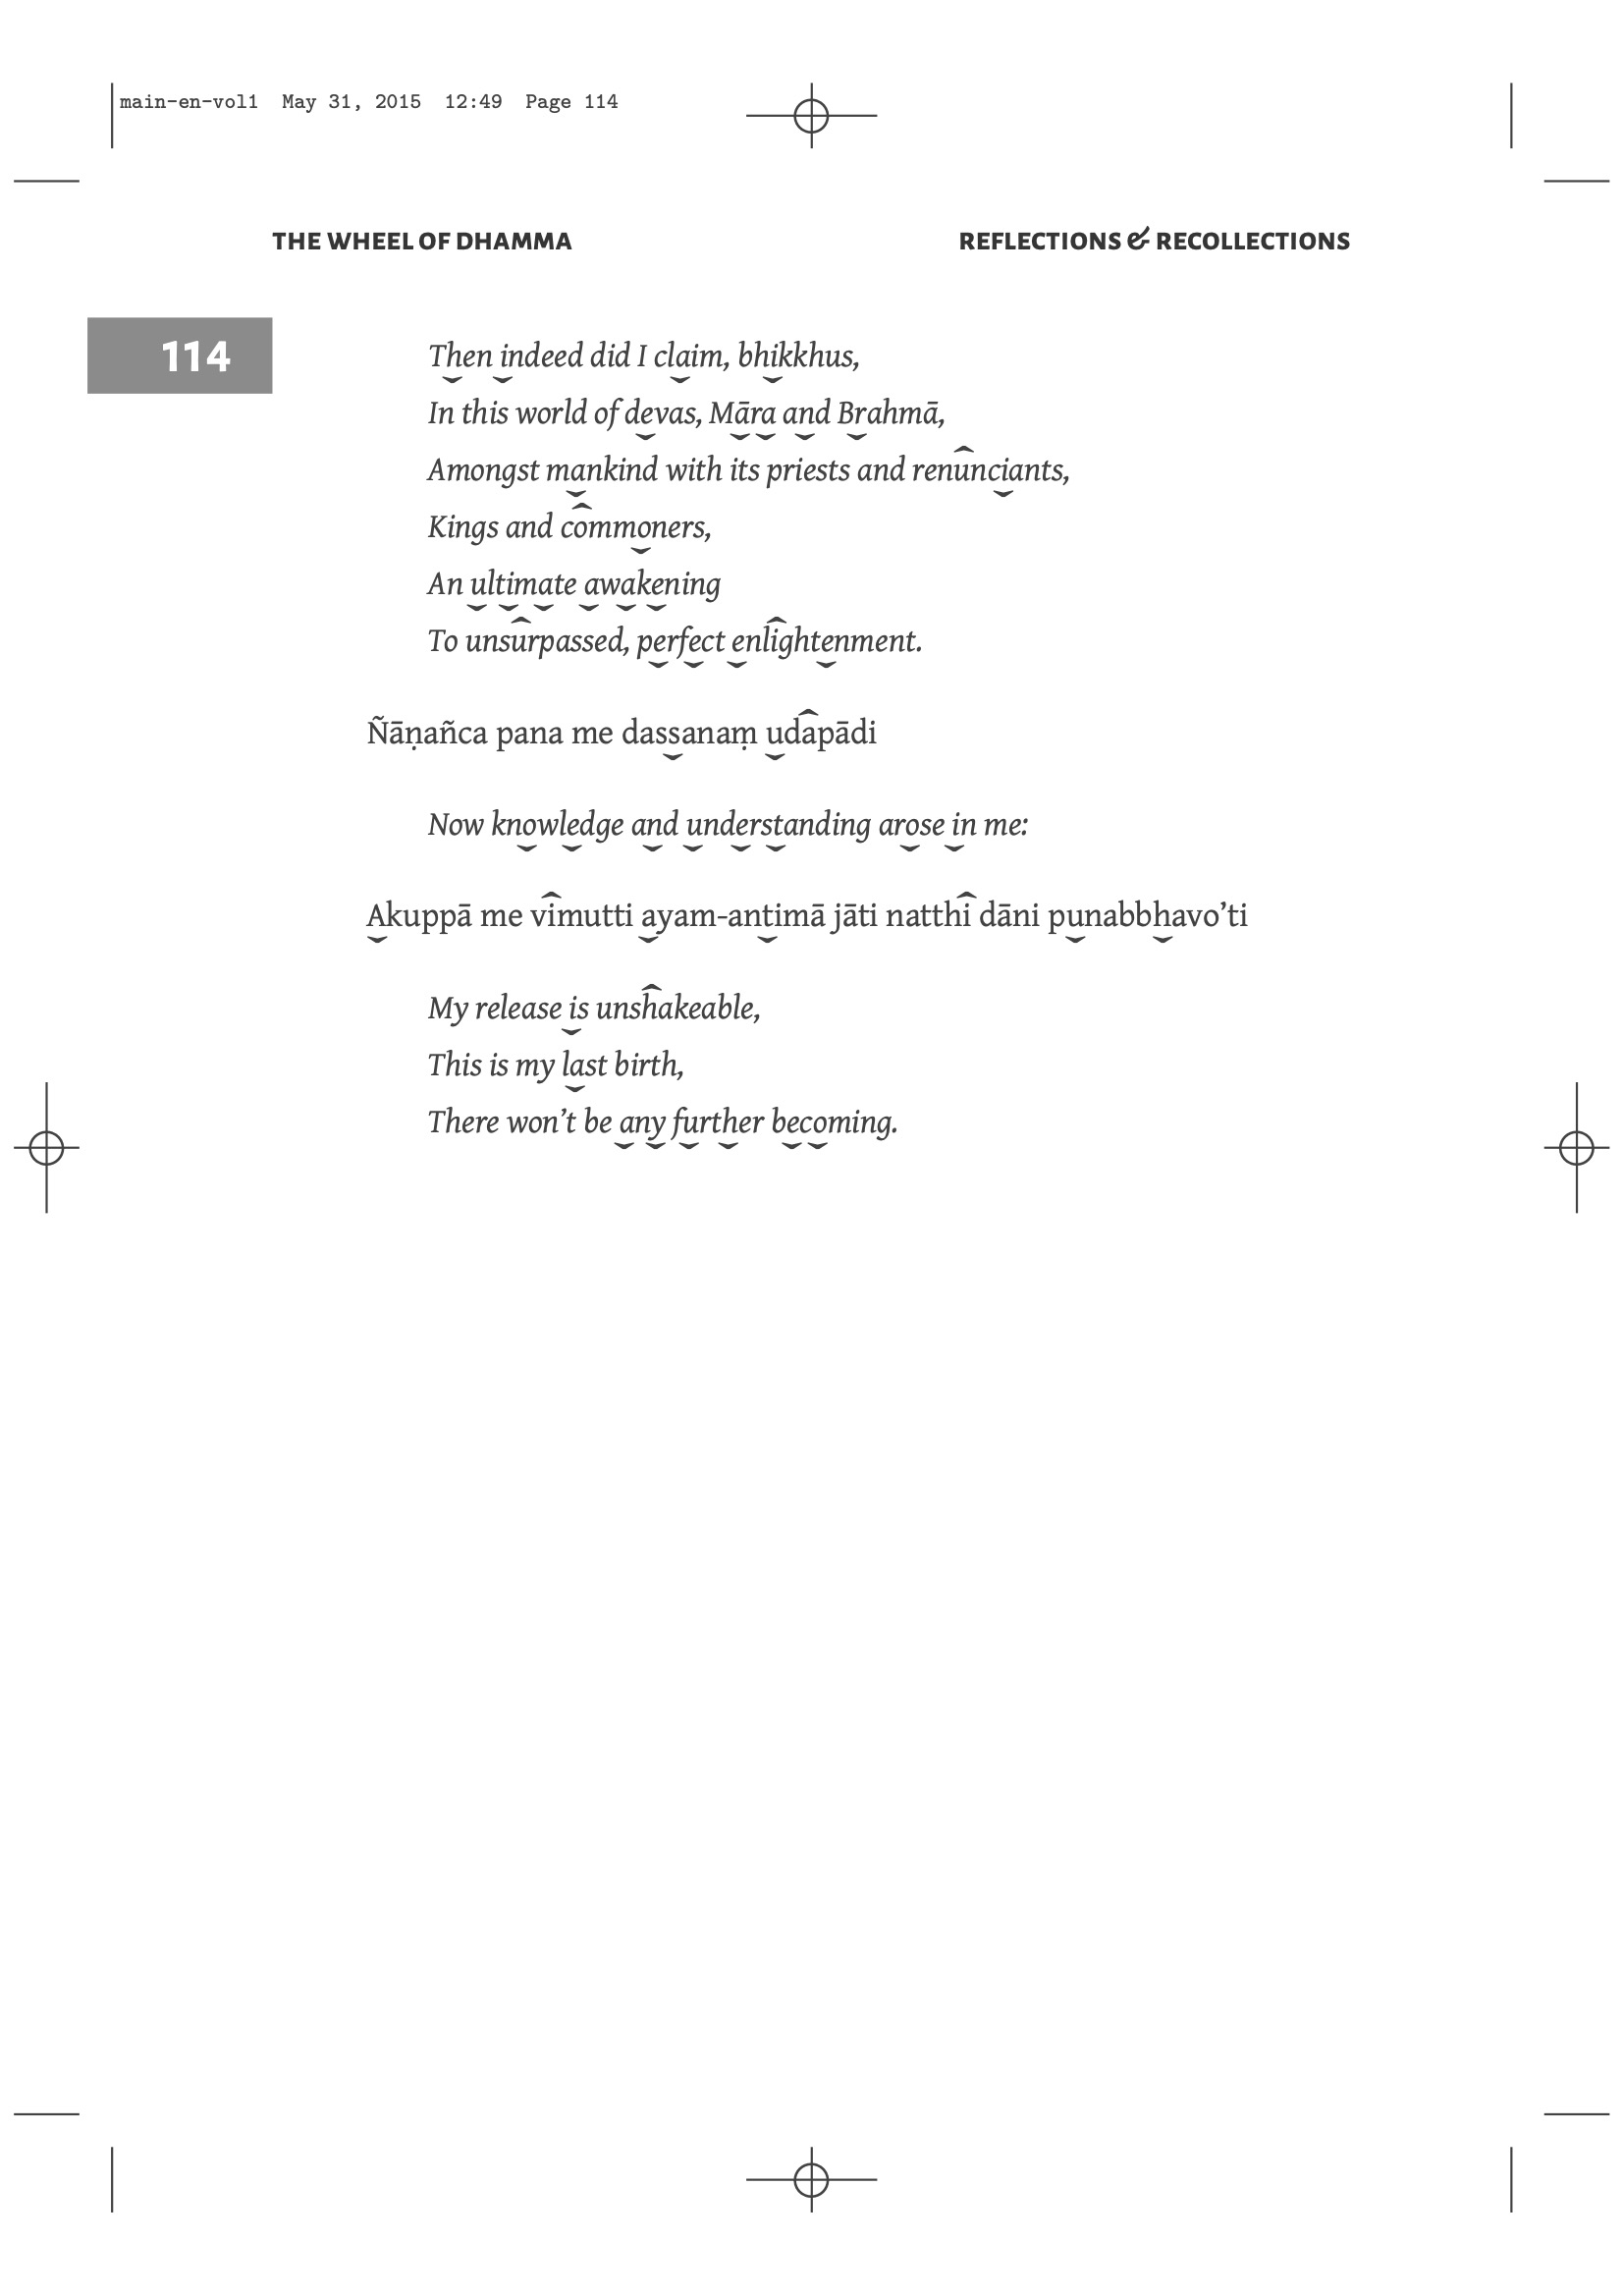 main-en-vol1 May 31, 2015 12:49 Page 114
THE WHEEL OF DHAMMA REFLECTIONS & RECOLLECTIONS
114
Then indeed did I claim, bhikkhus,
In this world of devas, Māra and Brahmā,
Amongst mankind with its priests and renunciants,
Kings and commoners,
An ultimate awakening
To unsurpassed, perfect enlightenment.
Ñāṇañca pana me dassanaṃ udapādi
Now knowledge and understanding arose in me:
Akuppā me vimutti ayam-antimā jāti natthi dāni punabbhavo’ti
My release is unshakeable,
This is my last birth,
There won’t be any further becoming.